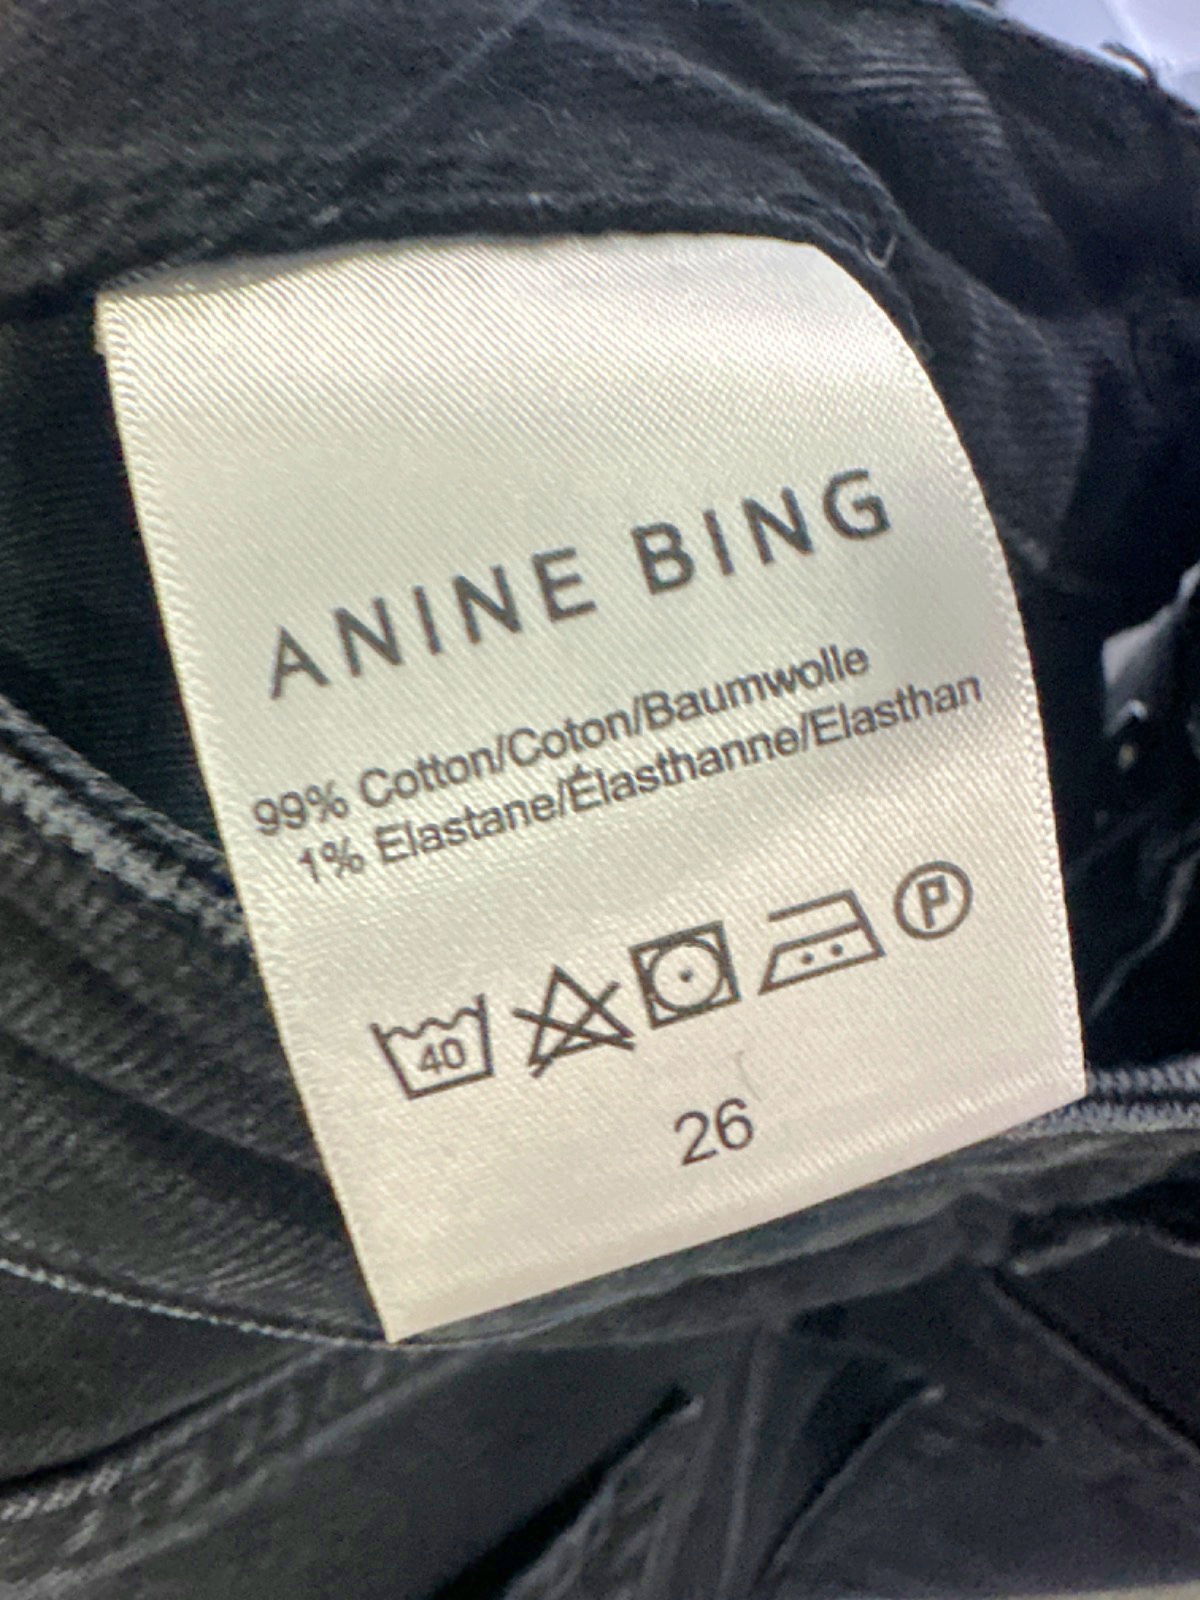 ANINE BING
99% Cotton/Coton/Baumwolle
1% Elastane/Élasthanne/Elasthan
40 P
26